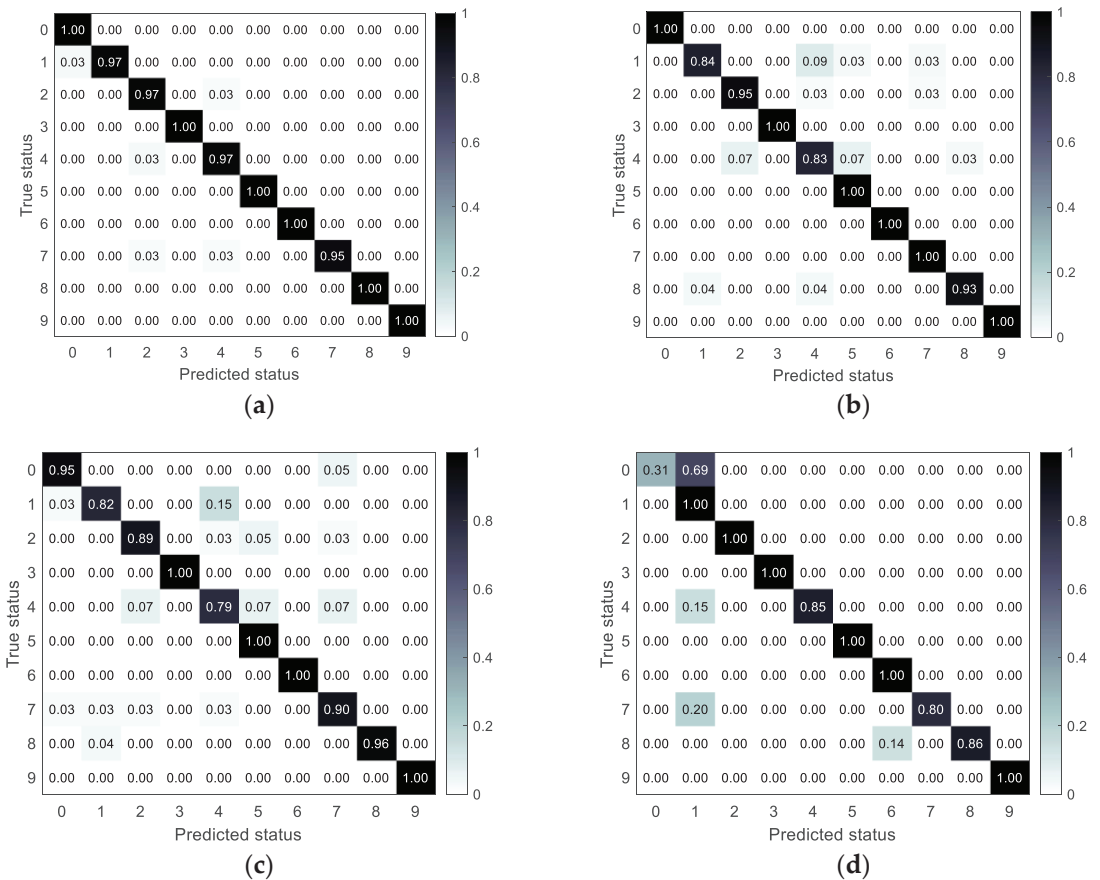 0 1.00 0.00 0.00 0.00 0.00 0.00 0.00 0.00 0.00 0.00 1
1 0.03 0.97 0.00 0.00 0.00 0.00 0.00 0.00 0.00 0.00 0.8
2 0.00 0.00 0.97 0.00 0.03 0.00 0.00 0.00 0.00 0.00
3 0.00 0.00 0.00 1.00 0.00 0.00 0.00 0.00 0.00 0.00 0.6
4 0.00 0.00 0.03 0.00 0.97 0.00 0.00 0.00 0.00 0.00
5 0.00 0.00 0.00 0.00 0.00 1.00 0.00 0.00 0.00 0.00 0.4
6 0.00 0.00 0.00 0.00 0.00 0.00 1.00 0.00 0.00 0.00
7 0.00 0.00 0.03 0.00 0.03 0.00 0.00 0.95 0.00 0.00 0.2
8 0.00 0.00 0.00 0.00 0.00 0.00 0.00 0.00 1.00 0.00
9 0.00 0.00 0.00 0.00 0.00 0.00 0.00 0.00 0.00 1.00 0
0 1 2 3 4 5 6 7 8 9
True status
Predicted status
(a)
0 1.00 0.00 0.00 0.00 0.00 0.00 0.00 0.00 0.00 0.00 1
1 0.00 0.84 0.00 0.00 0.09 0.03 0.00 0.03 0.00 0.00 0.8
2 0.00 0.00 0.95 0.00 0.03 0.00 0.00 0.03 0.00 0.00
3 0.00 0.00 0.00 1.00 0.00 0.00 0.00 0.00 0.00 0.00 0.6
4 0.00 0.00 0.07 0.00 0.83 0.07 0.00 0.00 0.03 0.00
5 0.00 0.00 0.00 0.00 0.00 1.00 0.00 0.00 0.00 0.00 0.4
6 0.00 0.00 0.00 0.00 0.00 0.00 1.00 0.00 0.00 0.00
7 0.00 0.00 0.00 0.00 0.00 0.00 0.00 1.00 0.00 0.00 0.2
8 0.00 0.04 0.00 0.00 0.04 0.00 0.00 0.00 0.93 0.00
9 0.00 0.00 0.00 0.00 0.00 0.00 0.00 0.00 0.00 1.00 0
0 1 2 3 4 5 6 7 8 9
True status
Predicted status
(b)
0 0.95 0.00 0.00 0.00 0.00 0.00 0.00 0.05 0.00 0.00 1
1 0.03 0.82 0.00 0.00 0.15 0.00 0.00 0.00 0.00 0.00 0.8
2 0.00 0.00 0.89 0.00 0.03 0.05 0.00 0.03 0.00 0.00
3 0.00 0.00 0.00 1.00 0.00 0.00 0.00 0.00 0.00 0.00 0.6
4 0.00 0.00 0.07 0.00 0.79 0.07 0.00 0.07 0.00 0.00
5 0.00 0.00 0.00 0.00 0.00 1.00 0.00 0.00 0.00 0.00 0.4
6 0.00 0.00 0.00 0.00 0.00 0.00 1.00 0.00 0.00 0.00
7 0.03 0.03 0.03 0.00 0.03 0.00 0.00 0.90 0.00 0.00 0.2
8 0.00 0.04 0.00 0.00 0.00 0.00 0.00 0.00 0.96 0.00
9 0.00 0.00 0.00 0.00 0.00 0.00 0.00 0.00 0.00 1.00 0
0 1 2 3 4 5 6 7 8 9
True status
Predicted status
(c)
0 0.31 0.69 0.00 0.00 0.00 0.00 0.00 0.00 0.00 0.00 1
1 0.00 1.00 0.00 0.00 0.00 0.00 0.00 0.00 0.00 0.00 0.8
2 0.00 0.00 1.00 0.00 0.00 0.00 0.00 0.00 0.00 0.00
3 0.00 0.00 0.00 1.00 0.00 0.00 0.00 0.00 0.00 0.00 0.6
4 0.00 0.15 0.00 0.00 0.85 0.00 0.00 0.00 0.00 0.00
5 0.00 0.00 0.00 0.00 0.00 1.00 0.00 0.00 0.00 0.00 0.4
6 0.00 0.00 0.00 0.00 0.00 0.00 1.00 0.00 0.00 0.00
7 0.00 0.20 0.00 0.00 0.00 0.00 0.00 0.80 0.00 0.00 0.2
8 0.00 0.00 0.00 0.00 0.00 0.00 0.14 0.00 0.86 0.00
9 0.00 0.00 0.00 0.00 0.00 0.00 0.00 0.00 0.00 1.00 0
0 1 2 3 4 5 6 7 8 9
True status
Predicted status
(d)